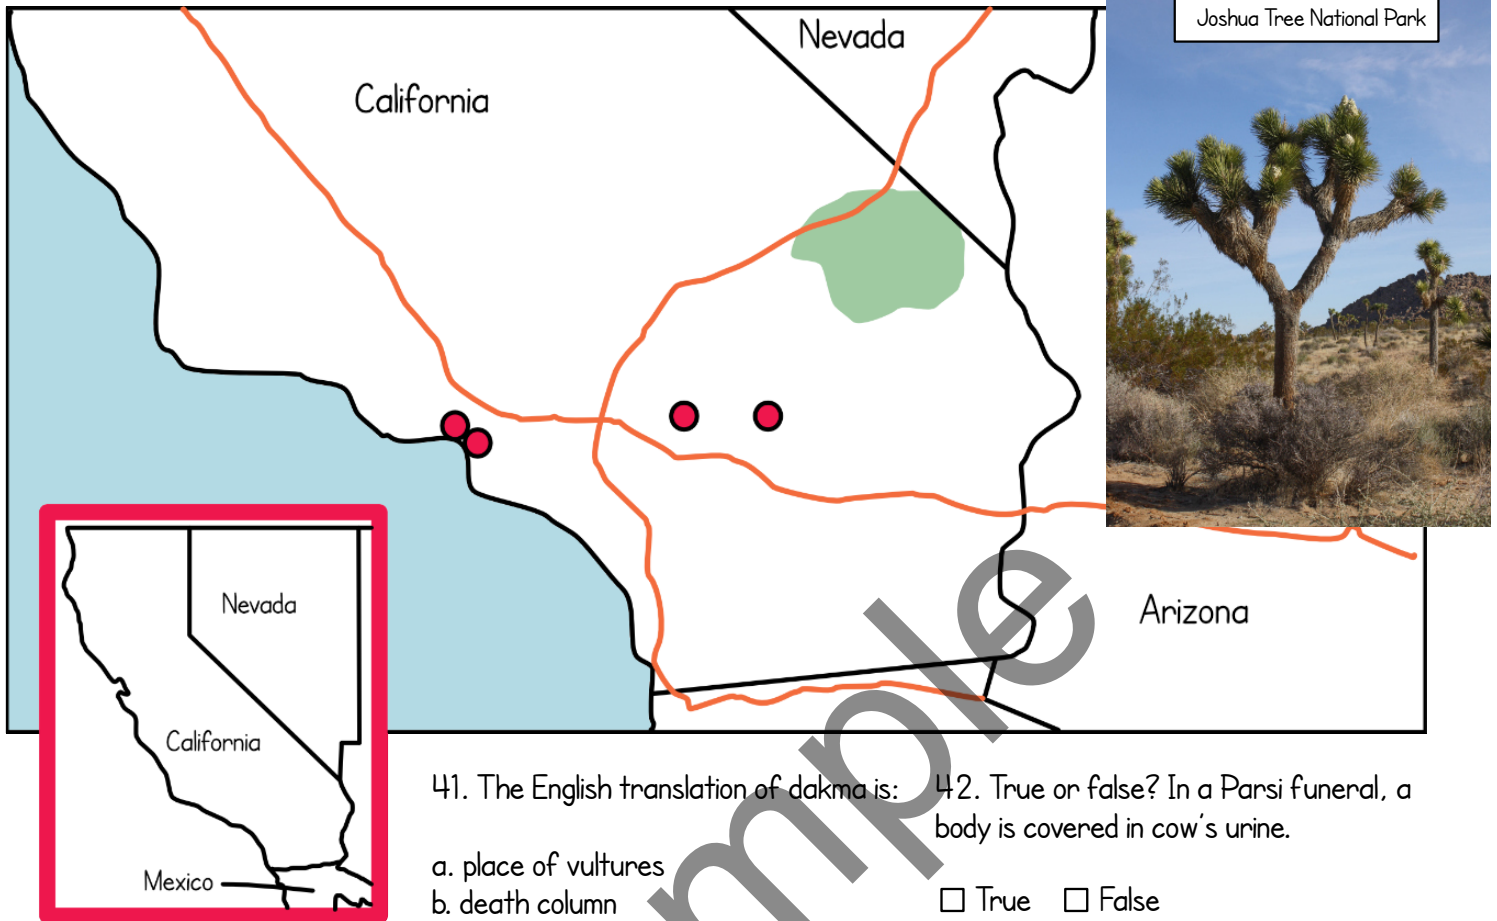 Joshua Tree National Park
Nevada
California
Arizona
Nevada
California
Mexico
41. The English translation of dakma is:
a. place of vultures
b. death column
42. True or false? In a Parsi funeral, a
body is covered in cow's urine.
☐ True ☐ False
mple